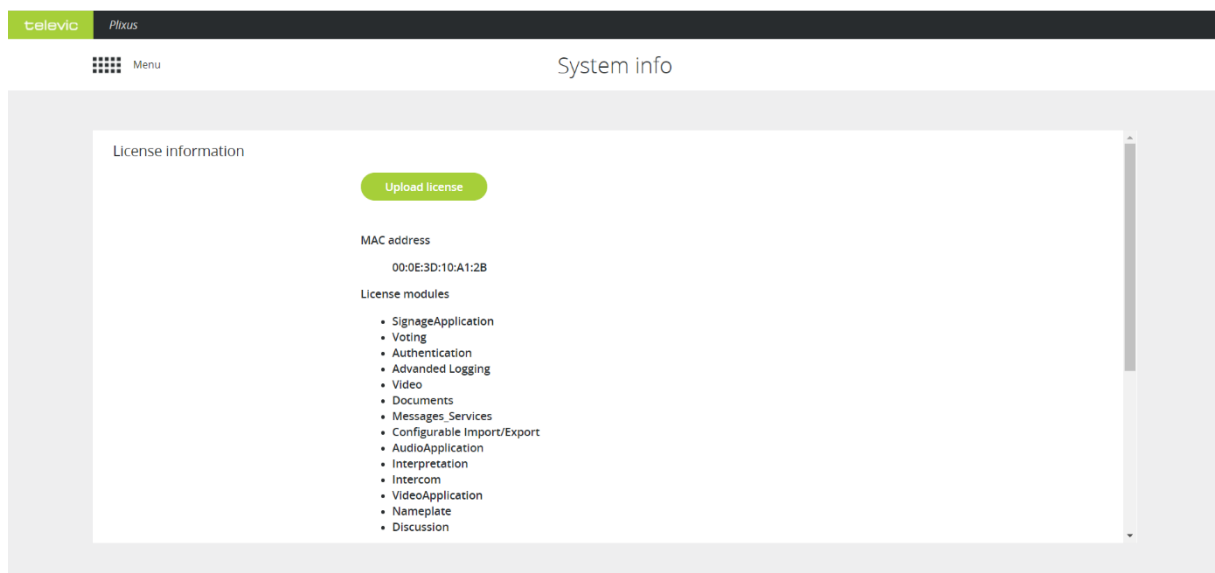 televic Plixus
Menu
System info
License information
Upload license
MAC address
00:0E:3D:10:A1:2B
License modules
• SignageApplication
• Voting
• Authentication
• Advanded Logging
• Video
• Documents
• Messages_Services
• Configurable Import/Export
• AudioApplication
• Interpretation
• Intercom
• VideoApplication
• Nameplate
• Discussion